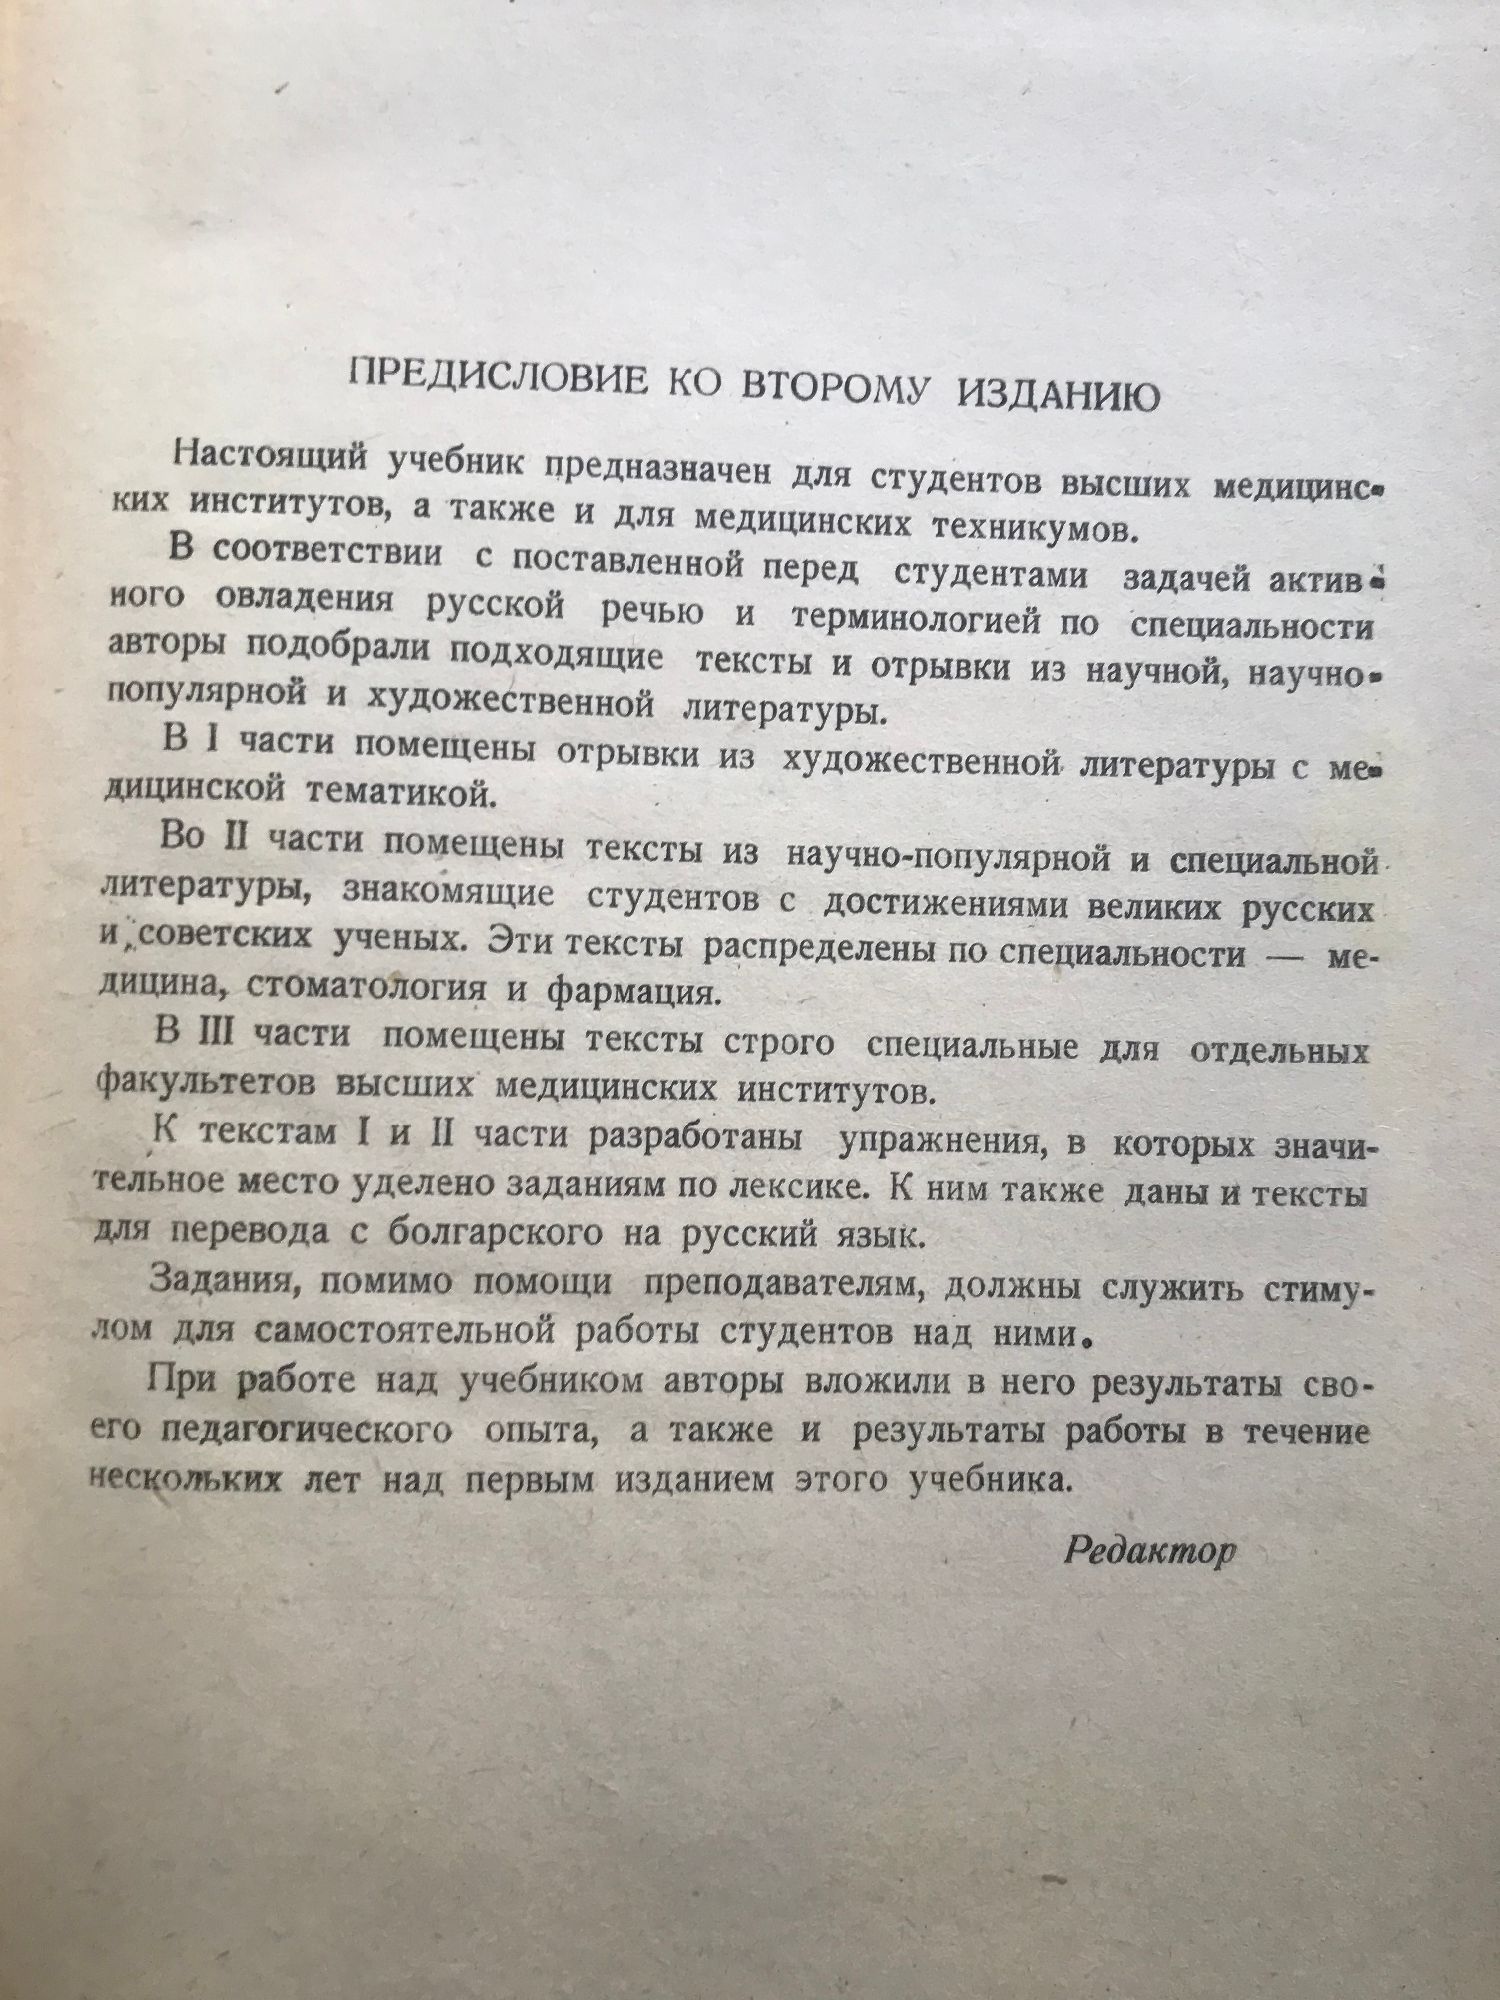 ПРЕДИСЛОВИЕ КО ВТОРОМУ ИЗДАНИЮ
Настоящий учебник предназначен для студентов высших медицинс-
ких институтов, а также и для медицинских техникумов.
В соответствии с поставленной перед студентами задачей актив-
ного овладения русской речью и терминологией по специальности
авторы подобрали подходящие тексты и отрывки из научной, научно-
популярной и художественной литературы.
В I части помещены отрывки из художественной литературы с ме-
дицинской тематикой.
Во II части помещены тексты из научно-популярной и специальной
литературы, знакомящие студентов с достижениями великих русских
и советских ученых. Эти тексты распределены по специальности — ме-
дицина, стоматология и фармация.
В III части помещены тексты строго специальные для отдельных
факультетов высших медицинских институтов.
К текстам I и II части разработаны упражнения, в которых значи-
тельное место уделено заданиям по лексике. К ним также даны и тексты
для перевода с болгарского на русский язык.
Задания, помимо помощи преподавателям, должны служить стиму-
лом для самостоятельной работы студентов над ними.
При работе над учебником авторы вложили в него результаты сво-
его педагогического опыта, а также и результаты работы в течение
нескольких лет над первым изданием этого учебника.
Редактор